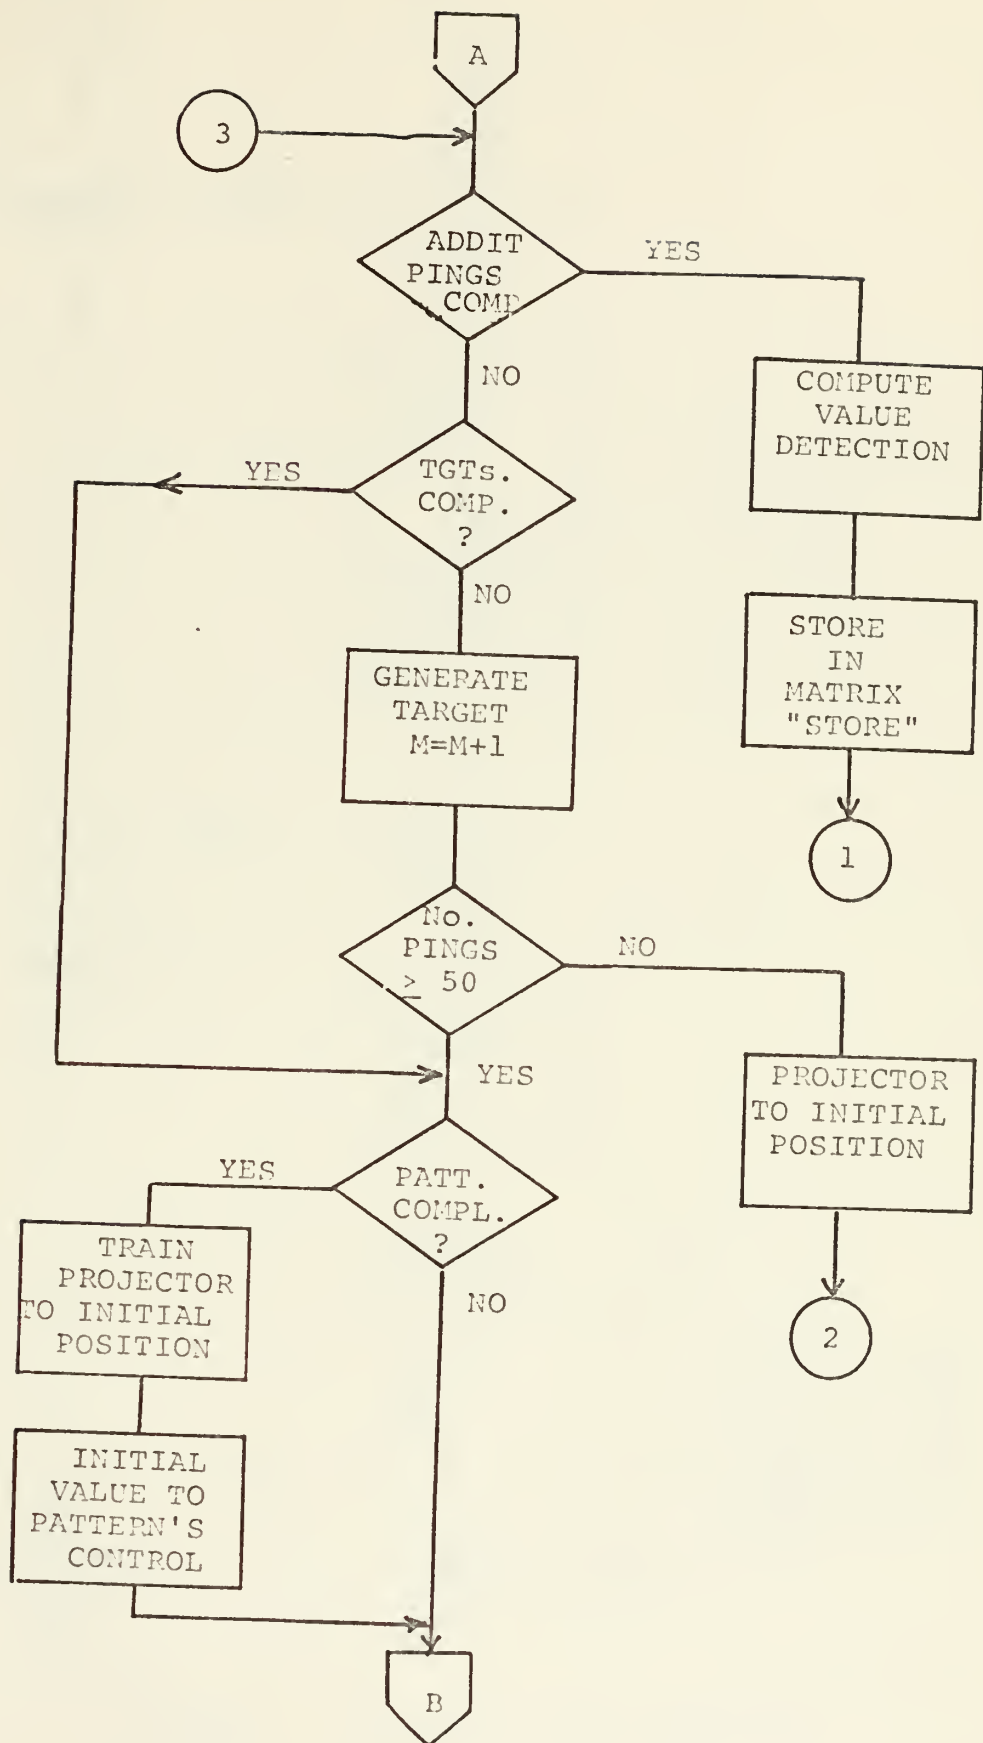 A
3
ADDIT
PINGS
COMP
YES
NO
COMPUTE
VALUE
DETECTION
TGTs.
COMP.
?
YES
NO
STORE
IN
MATRIX
"STORE"
GENERATE
TARGET
M=M+1
1
No.
PINGS
≥ 50
NO
YES
PROJECTOR
TO INITIAL
POSITION
PATT.
COMPL.
?
YES
NO
TRAIN
PROJECTOR
TO INITIAL
POSITION
2
INITIAL
VALUE TO
PATTERN'S
CONTROL
B